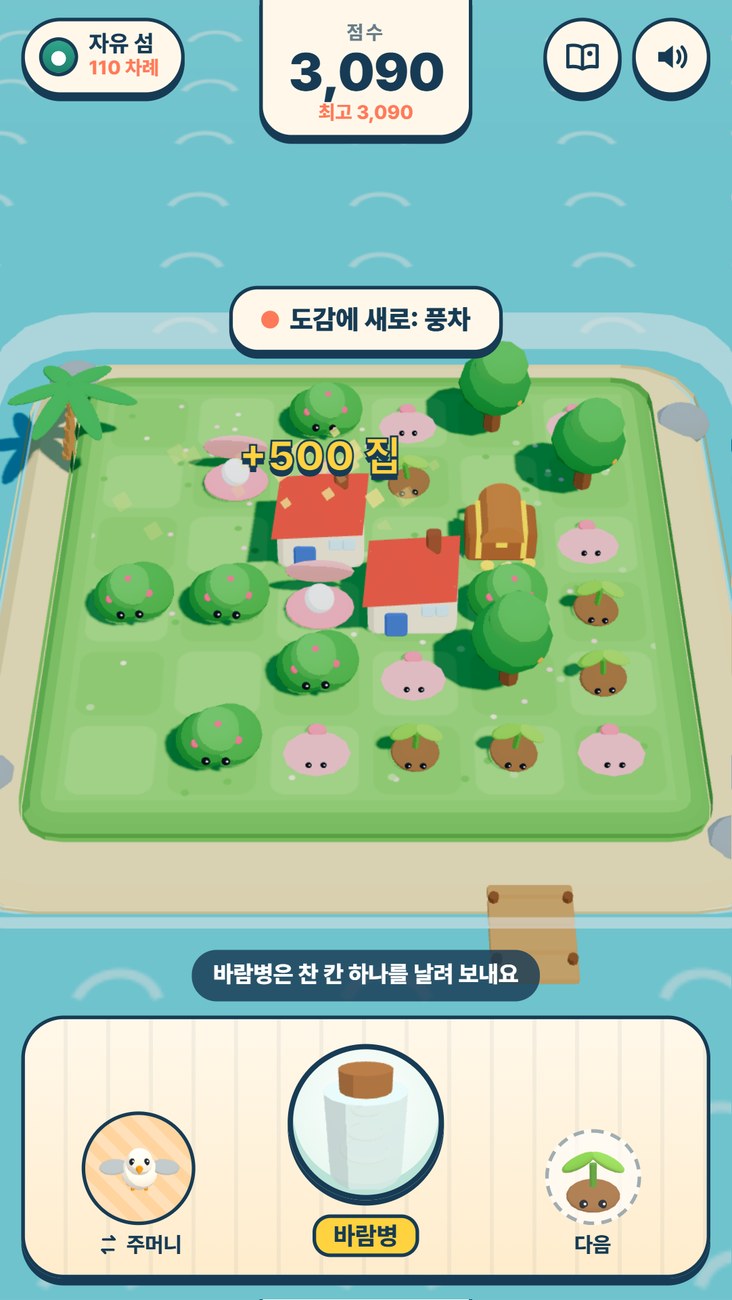 자유 섬
110 차례
점수
3,090
최고 3,090
도감에 새로: 풍차
+500 집
바람병은 찬 칸 하나를 날려 보내요
주머니
바람병
다음